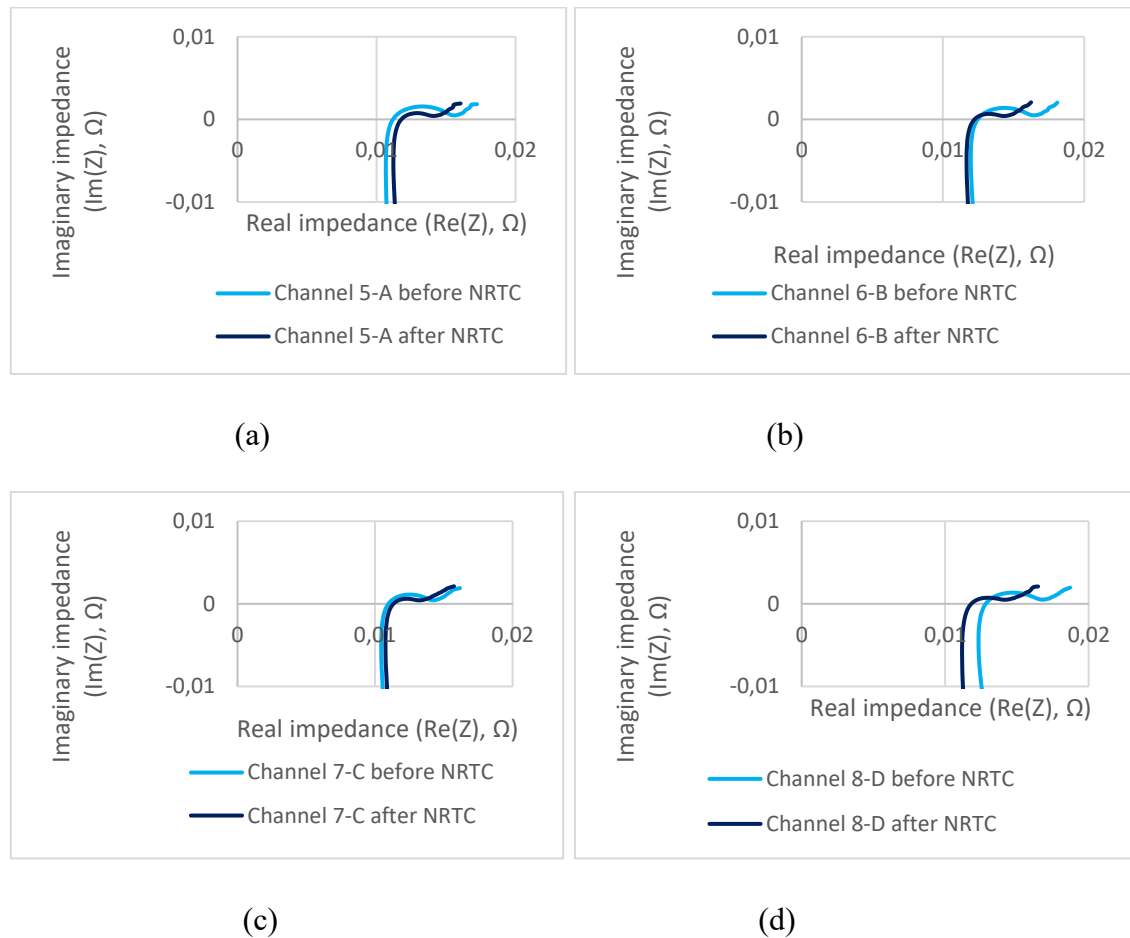 Imaginary impedance
(Im(Z), Ω)
0,01
0
-0,01
0
0,01
0,02
Real impedance (Re(Z), Ω)
Channel 5-A before NRTC
Channel 5-A after NRTC
(a)
Imaginary impedance
(Im(Z), Ω)
0,01
0
-0,01
0
0,01
0,02
Real impedance (Re(Z), Ω)
Channel 6-B before NRTC
Channel 6-B after NRTC
(b)
Imaginary impedance
(Im(Z), Ω)
0,01
0
-0,01
0
0,01
0,02
Real impedance (Re(Z), Ω)
Channel 7-C before NRTC
Channel 7-C after NRTC
(c)
Imaginary impedance
(Im(Z), Ω)
0,01
0
-0,01
0
0,01
0,02
Real impedance (Re(Z), Ω)
Channel 8-D before NRTC
Channel 8-D after NRTC
(d)